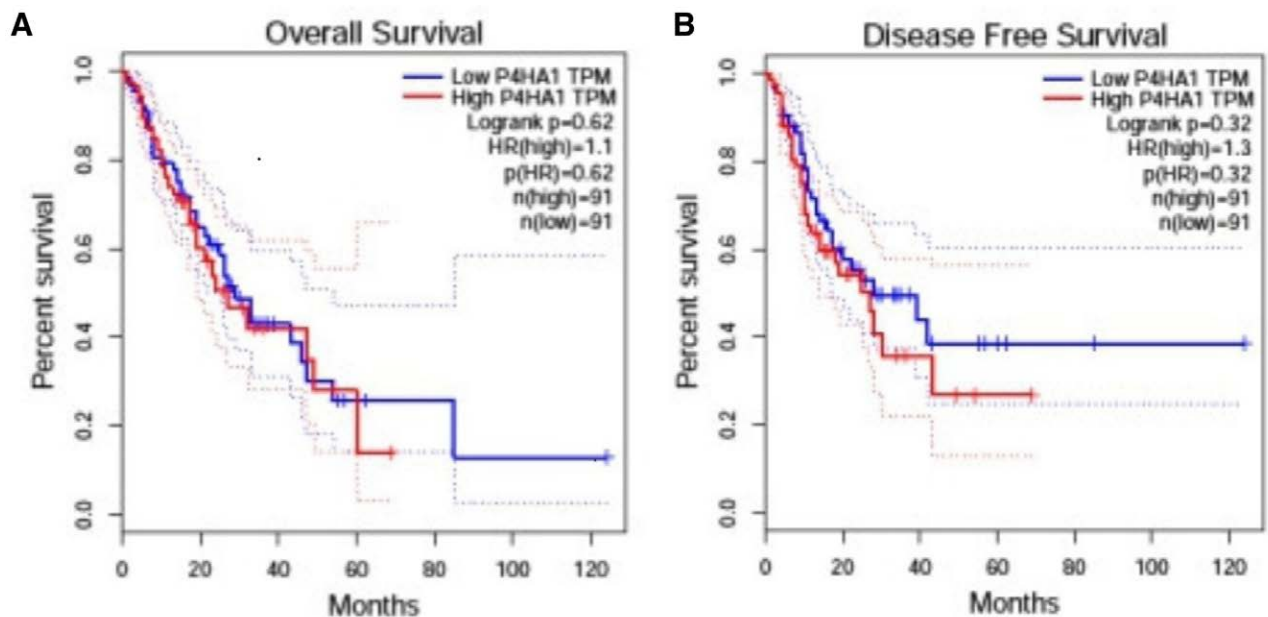 A
Overall Survival
Low P4HA1 TPM
High P4HA1 TPM
Logrank p=0.62
HR(high)=1.1
p(HR)=0.62
n(high)=91
n(low)=91
Percent survival
1.0
0.8
0.6
0.4
0.2
0.0
0 20 40 60 80 100 120
Months
B
Disease Free Survival
Low P4HA1 TPM
High P4HA1 TPM
Logrank p=0.32
HR(high)=1.3
p(HR)=0.32
n(high)=91
n(low)=91
Percent survival
1.0
0.8
0.6
0.4
0.2
0.0
0 20 40 60 80 100 120
Months